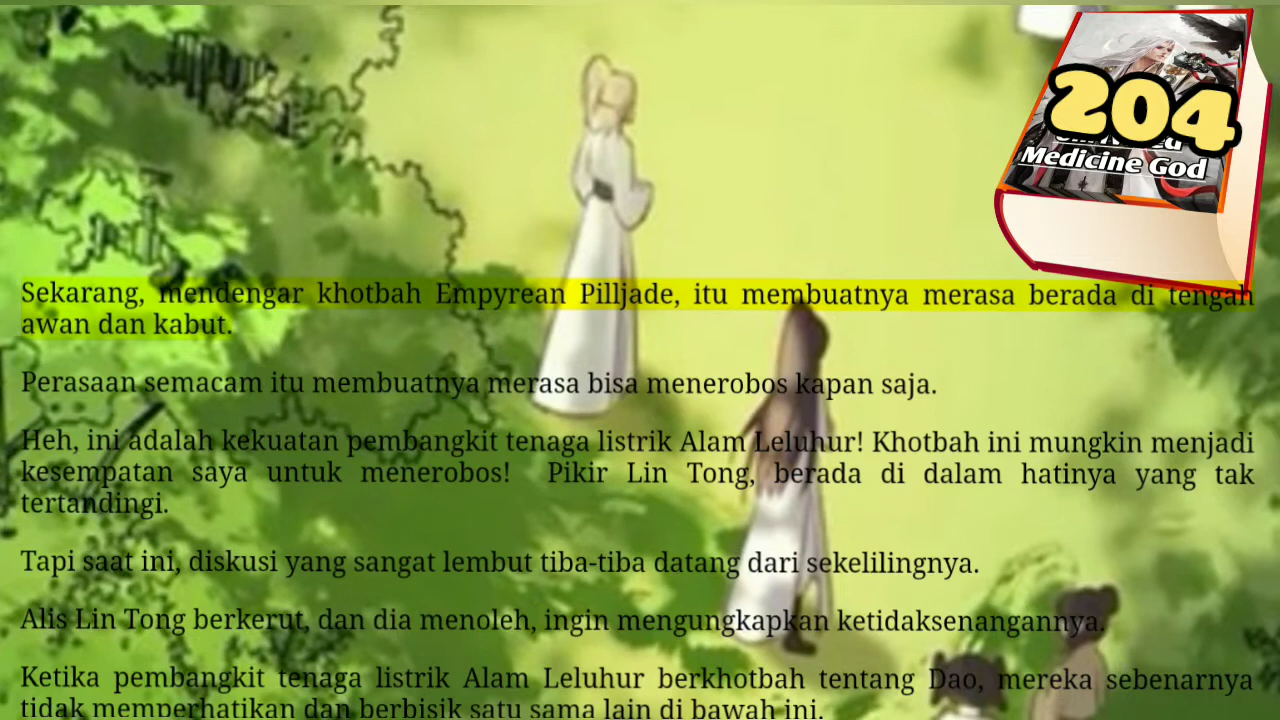 204
Medicine God
Sekarang, mendengar khotbah Empyrean Pilljade, itu membuatnya merasa berada di tengah
awan dan kabut.
Perasaan semacam itu membuatnya merasa bisa menerobos kapan saja.
Heh, ini adalah kekuatan pembangkit tenaga listrik Alam Leluhur! Khotbah ini mungkin menjadi
kesempatan saya untuk menerobos! Pikir Lin Tong, berada di dalam hatinya yang tak
tertandingi.
Tapi saat ini, diskusi yang sangat lembut tiba-tiba datang dari sekelilingnya.
Alis Lin Tong berkerut, dan dia menoleh, ingin mengungkapkan ketidaksenangannya.
Ketika pembangkit tenaga listrik Alam Leluhur berkhotbah tentang Dao, mereka sebenarnya
tidak memperhatikan dan berbisik satu sama lain di bawah ini.